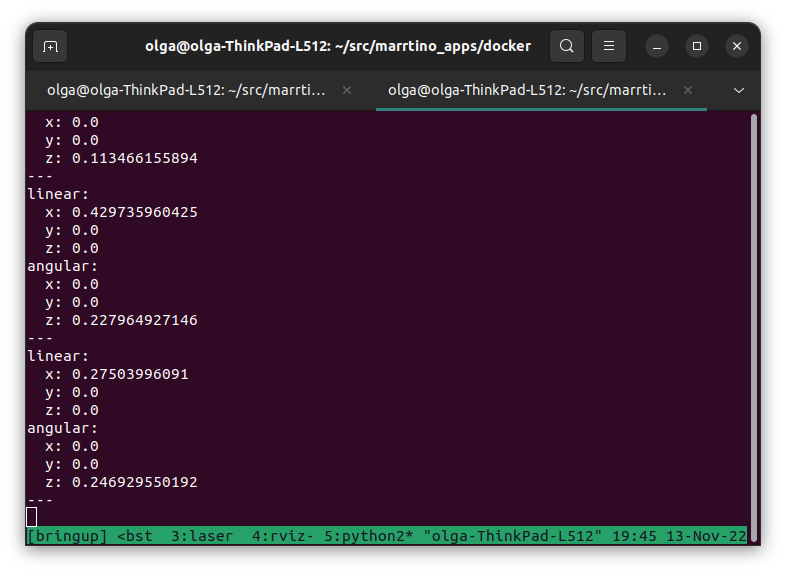 olga@olga-ThinkPad-L512: ~/src/marrtino_apps/docker
olga@olga-ThinkPad-L512: ~/src/marrti... × olga@olga-ThinkPad-L512: ~/src/marrti... ×
  x: 0.0
  y: 0.0
  z: 0.113466155894
---
linear:
  x: 0.429735960425
  y: 0.0
  z: 0.0
angular:
  x: 0.0
  y: 0.0
  z: 0.227964927146
---
linear:
  x: 0.27503996091
  y: 0.0
  z: 0.0
angular:
  x: 0.0
  y: 0.0
  z: 0.246929550192
---
[bringup] <bst  3:laser  4:rviz- 5:python2* "olga-ThinkPad-L512" 19:45 13-Nov-22